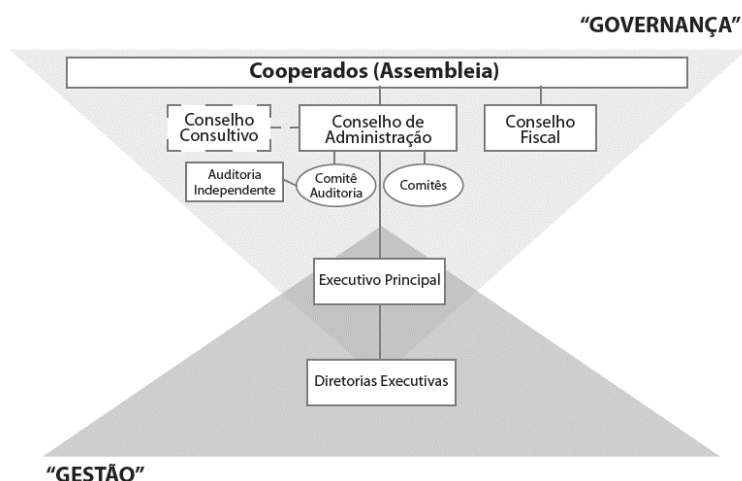 “GOVERNANÇA”
Cooperados (Assembleia)
Conselho
Consultivo
Conselho de
Administração
Conselho
Fiscal
Auditoria
Independente
Comitê
Auditoria
Comitês
Executivo Principal
Diretorias Executivas
“GESTÃO”